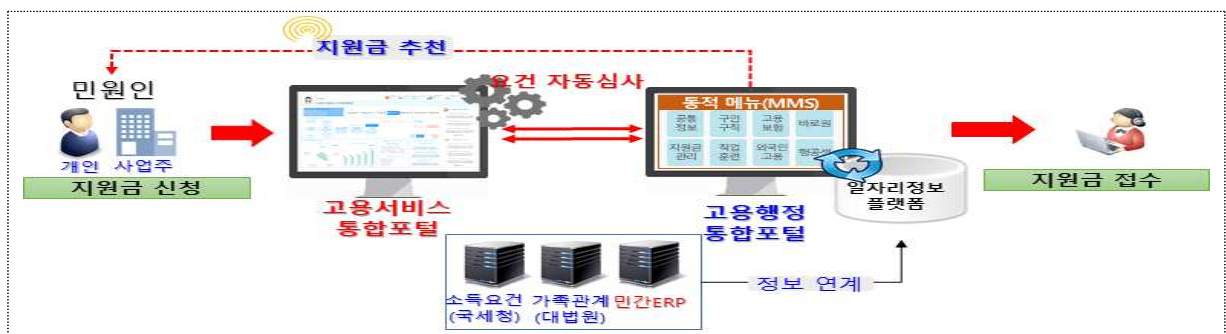 지원금 추천
요건 자동심사
민원인
개인 사업주
지원금 신청
고용서비스
통합포털
동적 메뉴(MMS)
공통
정보
구인
구직
고용
보험
바로원
지원금
관리
직업
훈련
외국인
고용
고용행정
통합포털
일자리정보
플랫폼
지원금 접수
소득요건
(국세청)
가족관계
(대법원)
민간ERP
정보 연계